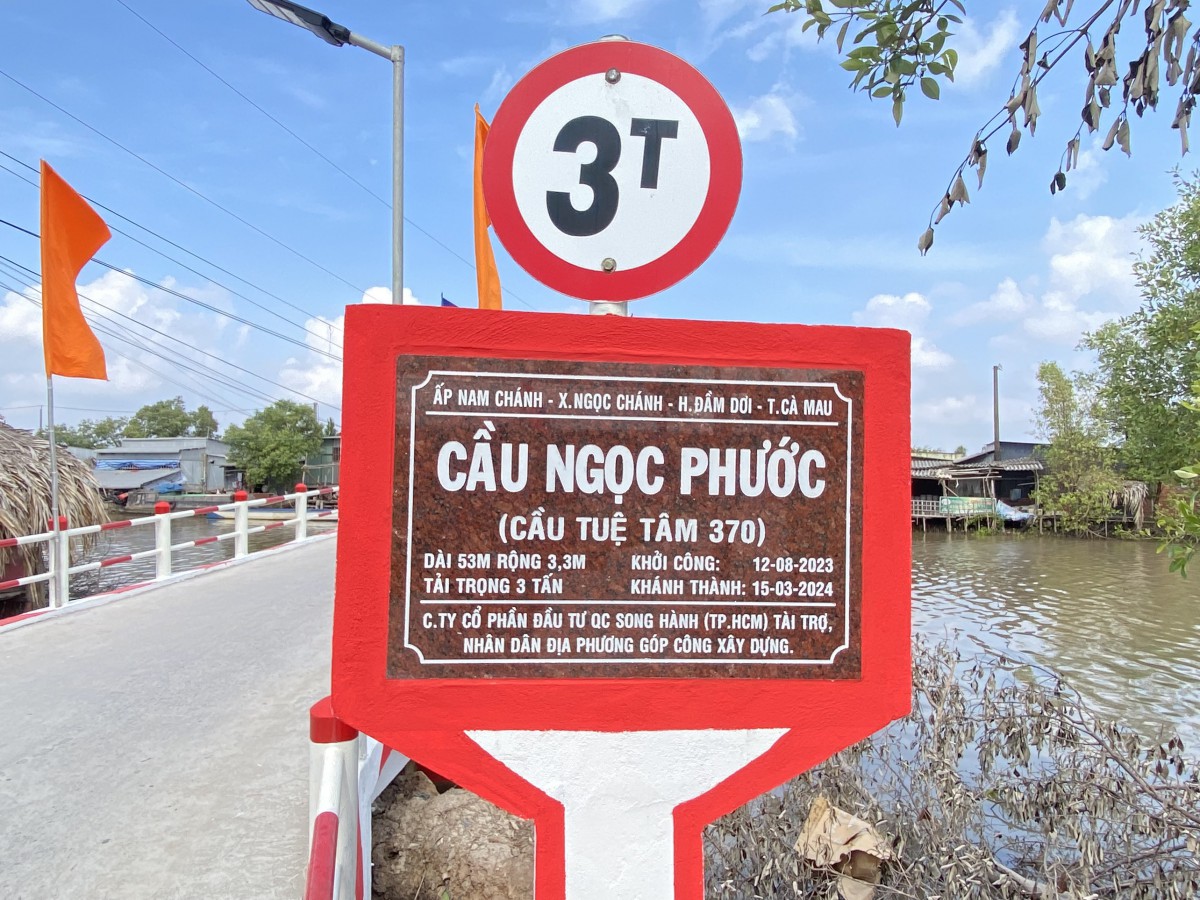 3T
ẤP NAM CHÁNH - X.NGỌC CHÁNH - H.ĐẦM DƠI - T.CÀ MAU
CẦU NGỌC PHƯỚC
(CẦU TUỆ TÂM 370)
DÀI 53M RỘNG 3,3M KHỞI CÔNG: 12-08-2023
TẢI TRỌNG 3 TẤN KHÁNH THÀNH: 15-03-2024
C.TY CỔ PHẦN ĐẦU TƯ QC SONG HÀNH (TP.HCM) TÀI TRỢ,
NHÂN DÂN ĐỊA PHƯƠNG GÓP CÔNG XÂY DỰNG.